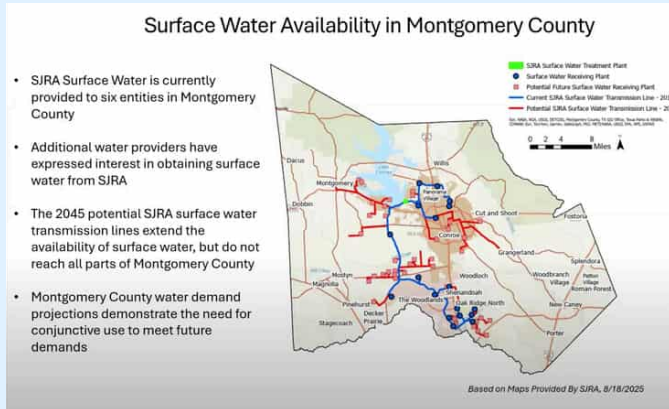 Surface Water Availability in Montgomery County
• SJRA Surface Water is currently
provided to six entities in Montgomery
County
• Additional water providers have
expressed interest in obtaining surface
water from SJRA
• The 2045 potential SJRA surface water
transmission lines extend the
availability of surface water, but do not
reach all parts of Montgomery County
• Montgomery County water demand
projections demonstrate the need for
conjunctive use to meet future
demands
SJRA Surface Water Treatment Plant
Surface Water Receiving Plant
Potential Future Surface Water Receiving Plant
Current SJRA Surface Water Transmission Line - 20
Potential SJRA Surface Water Transmission Line - 20
0 2 4 8
Miles
Dacus
Willis
Montgomery
Panorama
Village
Dobbin
Cut and Shoot
Fostoria
Conroe
Grangerland
Splendora
Mostyn
Woodloch
Woodbranch
Village
Patton
Village
Roman Forest
Magnolia
Shenandoah
Pinehurst
The Woodlands
Oak Ridge North
New Caney
Decker
Prairie
Stagecoach
Porter
Based on Maps Provided By SJRA, 8/18/2025